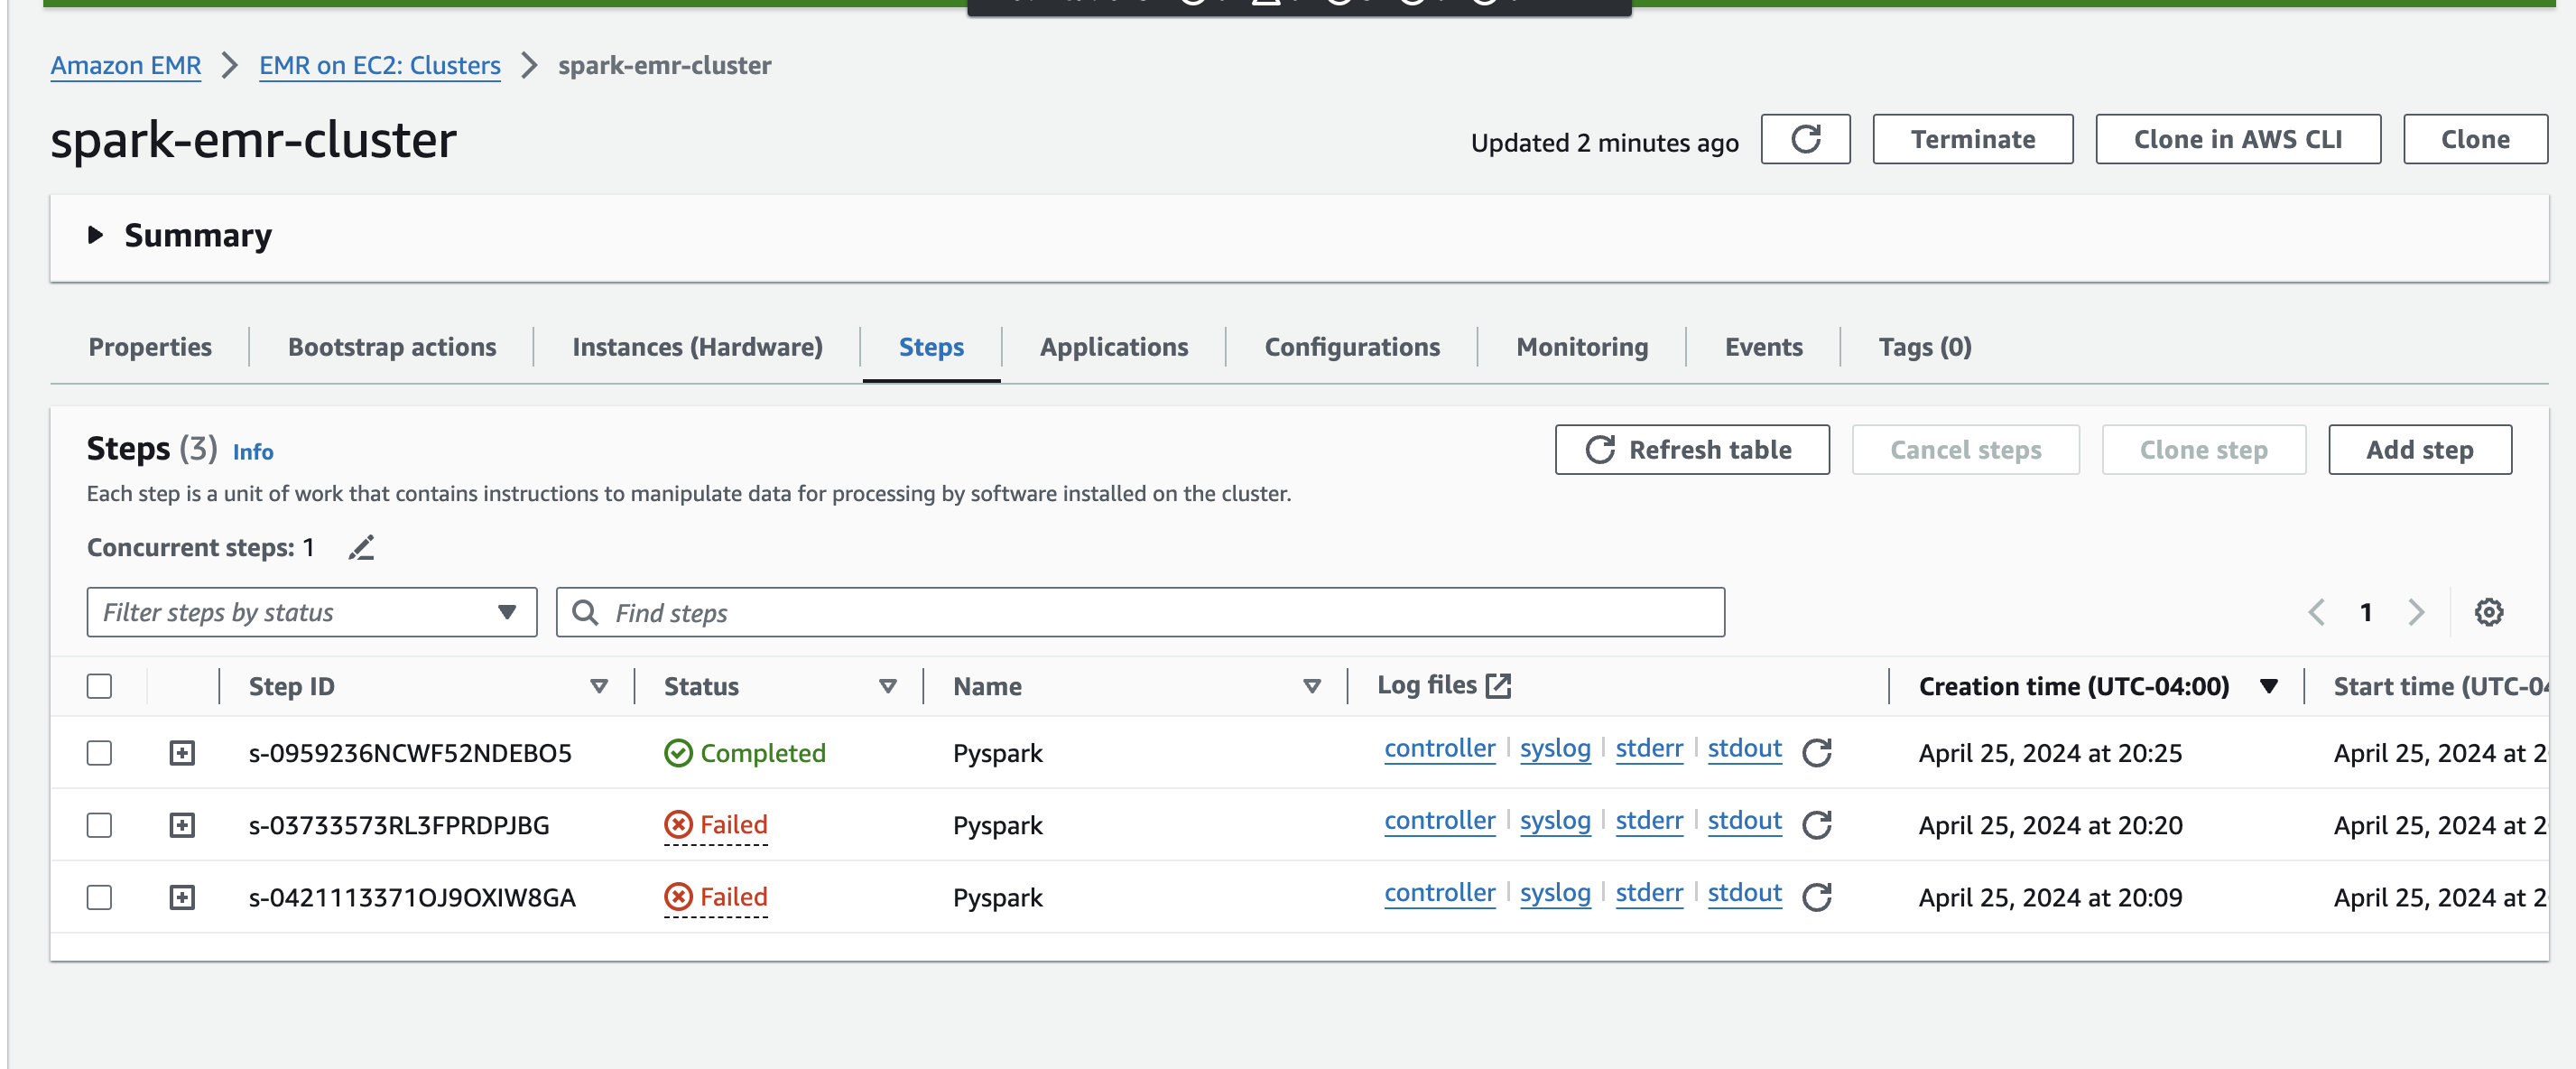 Amazon EMR > EMR on EC2: Clusters > spark-emr-cluster
spark-emr-cluster
Updated 2 minutes ago
Terminate
Clone in AWS CLI
Clone
Summary
Properties
Bootstrap actions
Instances (Hardware)
Steps
Applications
Configurations
Monitoring
Events
Tags (0)
Steps (3) Info
Refresh table
Cancel steps
Clone step
Add step
Each step is a unit of work that contains instructions to manipulate data for processing by software installed on the cluster.
Concurrent steps: 1
Filter steps by status
Find steps
1
Step ID Status Name Log files Creation time (UTC-04:00) Start time (UTC-04
s-0959236NCWF52NDEBO5 Completed Pyspark controller | syslog | stderr | stdout April 25, 2024 at 20:25 April 25, 2024 at 2
s-03733573RL3FPRDPJBG Failed Pyspark controller | syslog | stderr | stdout April 25, 2024 at 20:20 April 25, 2024 at 2
s-0421113371OJ9OXIW8GA Failed Pyspark controller | syslog | stderr | stdout April 25, 2024 at 20:09 April 25, 2024 at 2